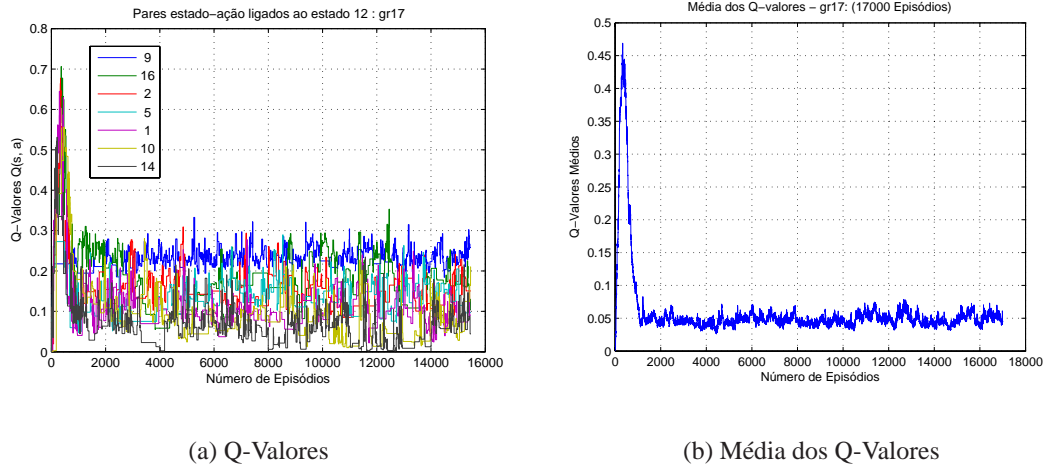 Pares estado−ação ligados ao estado 12 : gr17
Q−Valores Q(s, a)
0.8
0.7
0.6
0.5
0.4
0.3
0.2
0.1
0
9
16
2
5
1
10
14
0 2000 4000 6000 8000 10000 12000 14000 16000
Número de Episódios
(a) Q-Valores
Média dos Q−valores − gr17: (17000 Episódios)
Q−Valores Médios
0.5
0.45
0.4
0.35
0.3
0.25
0.2
0.15
0.1
0.05
0
0 2000 4000 6000 8000 10000 12000 14000 16000 18000
Número de Episódios
(b) Média dos Q-Valores